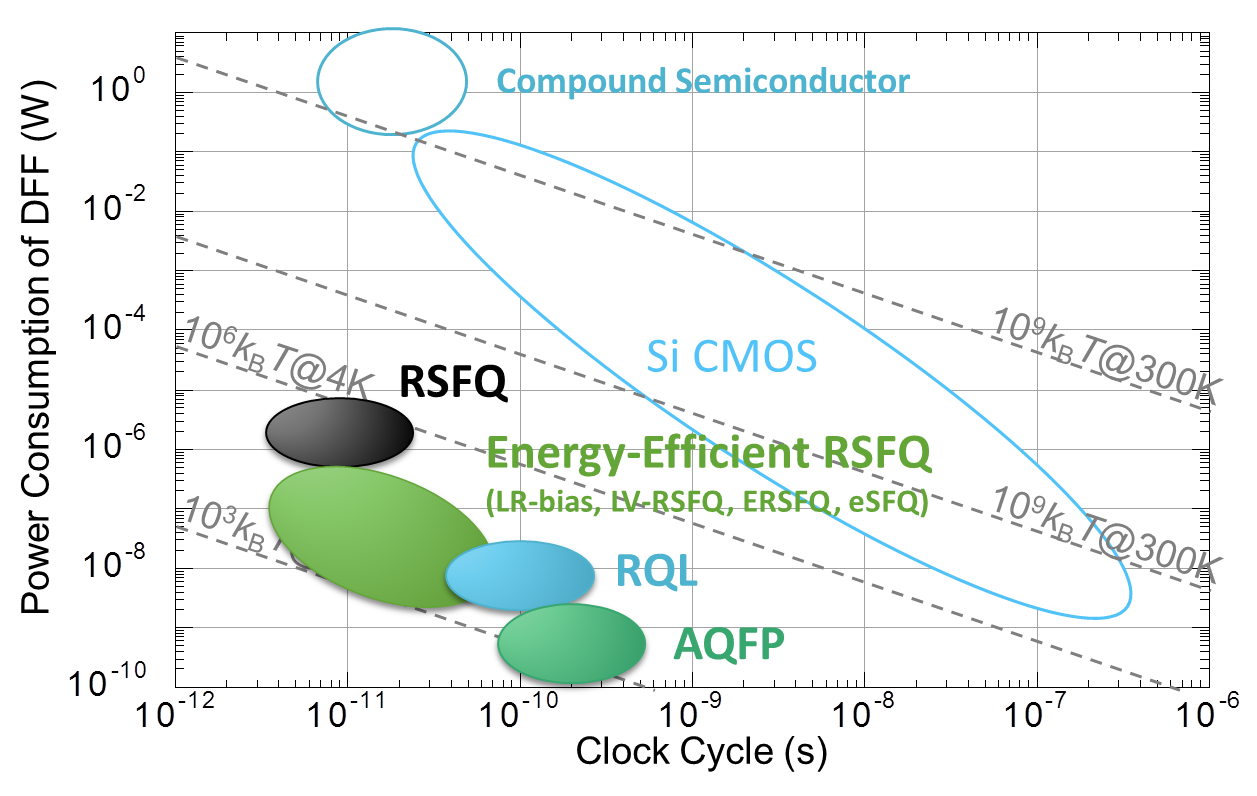 Power Consumption of DFF (W)
10^0
10^-2
10^-4
10^-6
10^-8
10^-10
Compound Semiconductor
Si CMOS
10^9k_BT@300K
10^6k_BT@4K
RSFQ
Energy-Efficient RSFQ
(LR-bias, LV-RSFQ, ERSFQ, eSFQ)
10^9k_BT@300K
10^3k_BT
RQL
AQFP
10^-12
10^-11
10^-10
10^-9
10^-8
10^-7
10^-6
Clock Cycle (s)